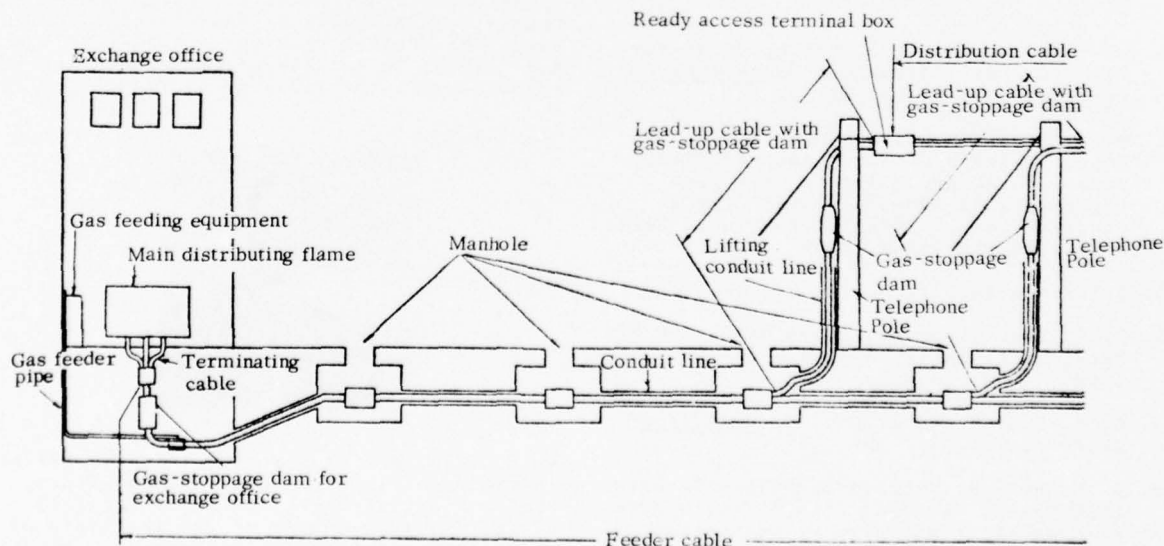 Ready access terminal box
Exchange office
Distribution cable
Lead-up cable with
gas-stoppage dam
Lead-up cable with
gas-stoppage dam
Gas feeding equipment
Main distributing flame
Manhole
Lifting
conduit line
Gas-stoppage
dam
Telephone
Pole
Telephone
Pole
Gas feeder
pipe
Terminating
cable
Conduit line
Gas-stoppage dam for
exchange office
Feeder cable